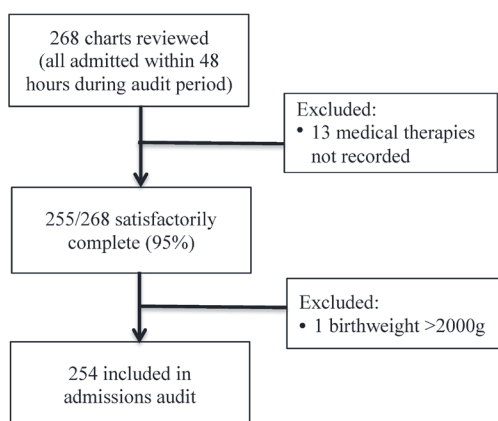 268 charts reviewed
(all admitted within 48
hours during audit period)
Excluded:
• 13 medical therapies
not recorded
255/268 satisfactorily
complete (95%)
Excluded:
• 1 birthweight >2000g
254 included in
admissions audit